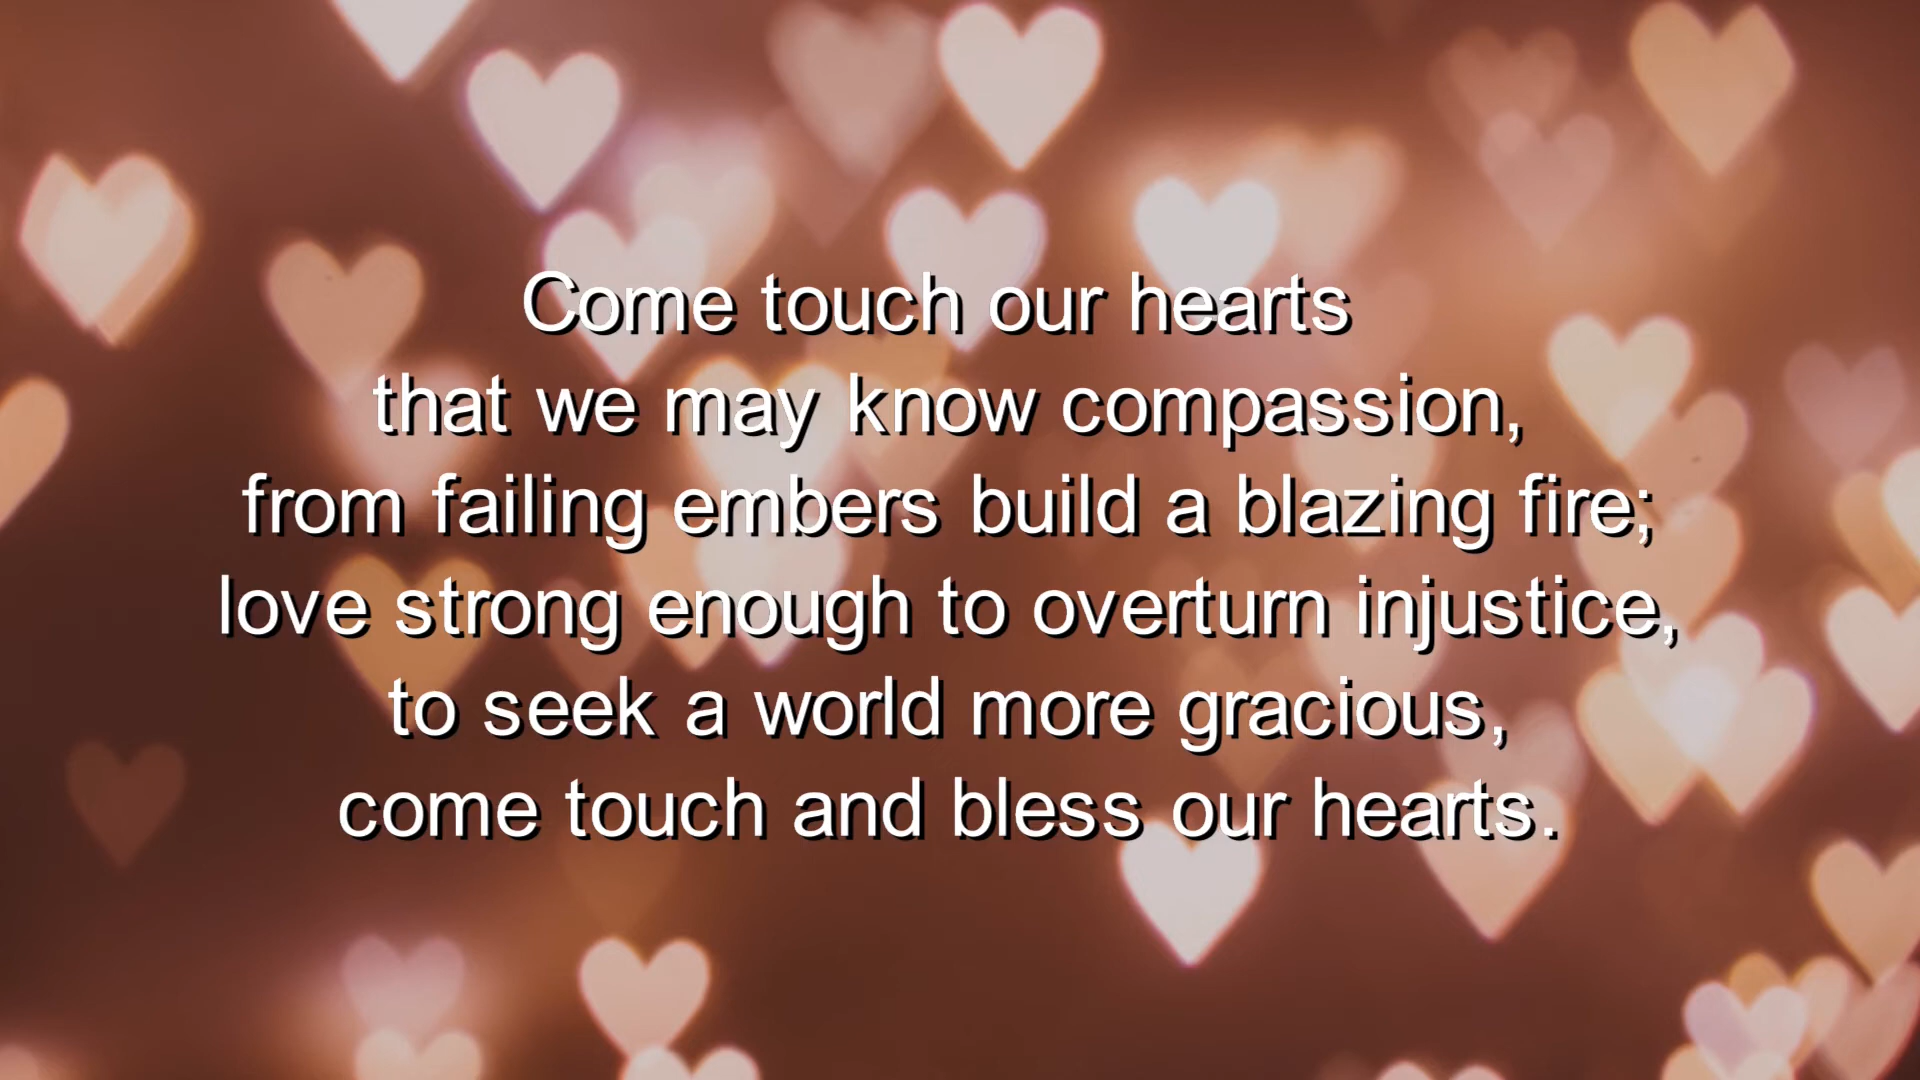 Come touch our hearts
that we may know compassion,
from failing embers build a blazing fire;
love strong enough to overturn injustice,
to seek a world more gracious,
come touch and bless our hearts.